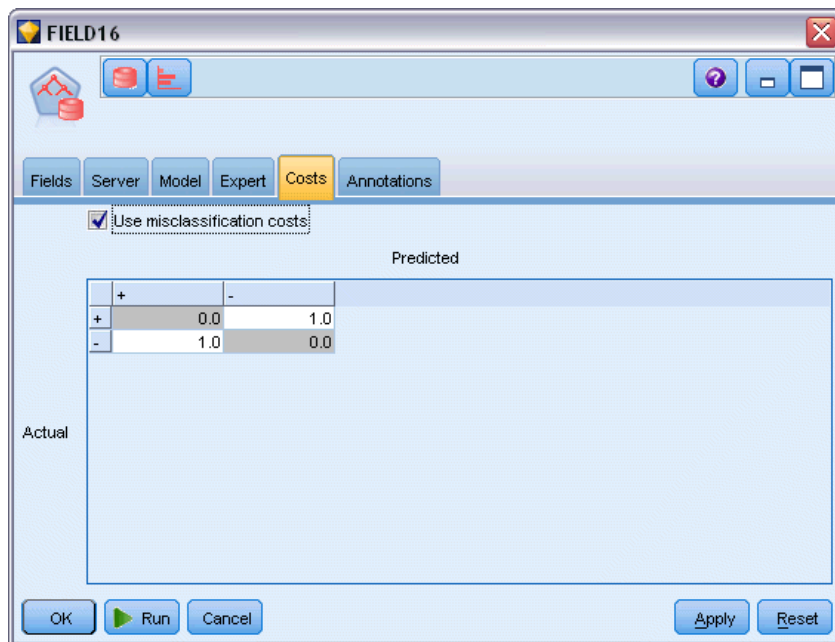 FIELD16
?
Fields Server Model Expert Costs Annotations
Use misclassification costs
Predicted
+ -
+ 0.0 1.0
- 1.0 0.0
Actual
OK Run Cancel Apply Reset